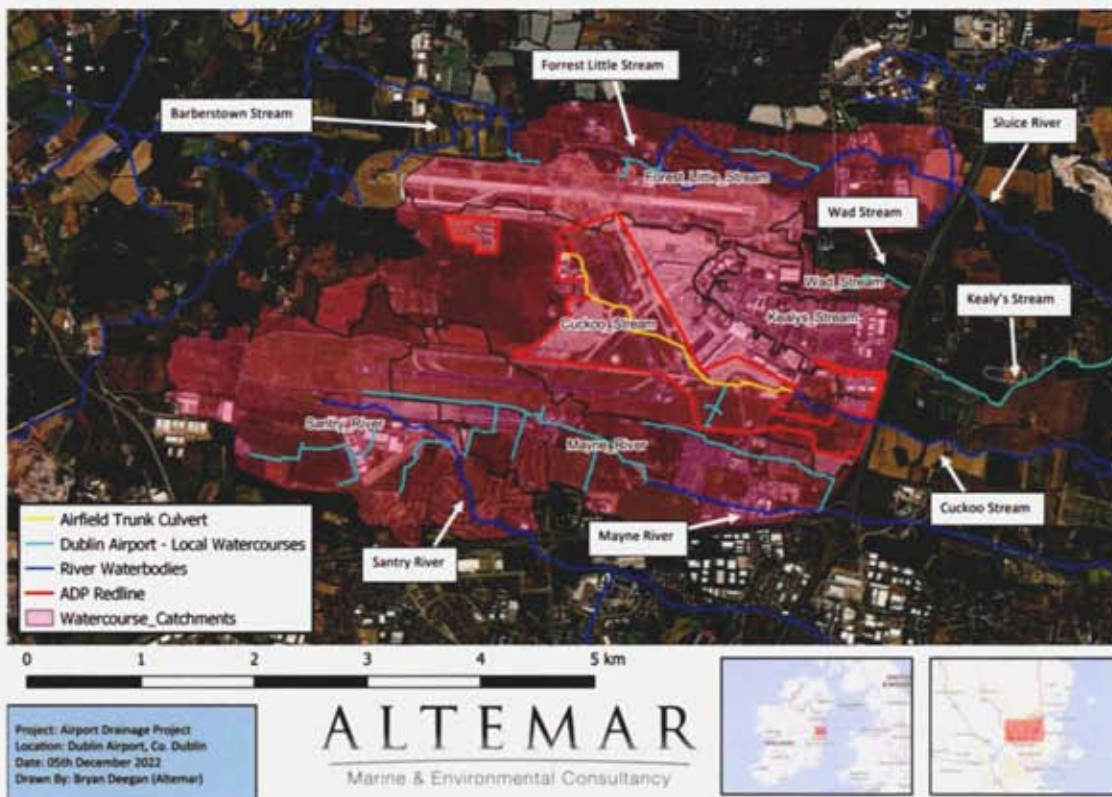 Forrest Little Stream
Barberstown Stream
Sluice River
Forest_Little_Stream
Wad Stream
Wad_Stream
Kealy's Stream
Kealys_Stream
Cuckoo_Stream
Santry_River
Mayne_River
Cuckoo Stream
Mayne River
Santry River
Airfield Trunk Culvert
Dublin Airport - Local Watercourses
River Waterbodies
ADP Redline
Watercourse_Catchments
0 1 2 3 4 5 km
Project: Airport Drainage Project
Location: Dublin Airport, Co. Dublin
Date: 05th December 2022
Drawn By: Bryan Deegan (Altemar)
ALTEMAR
Marine & Environmental Consultancy